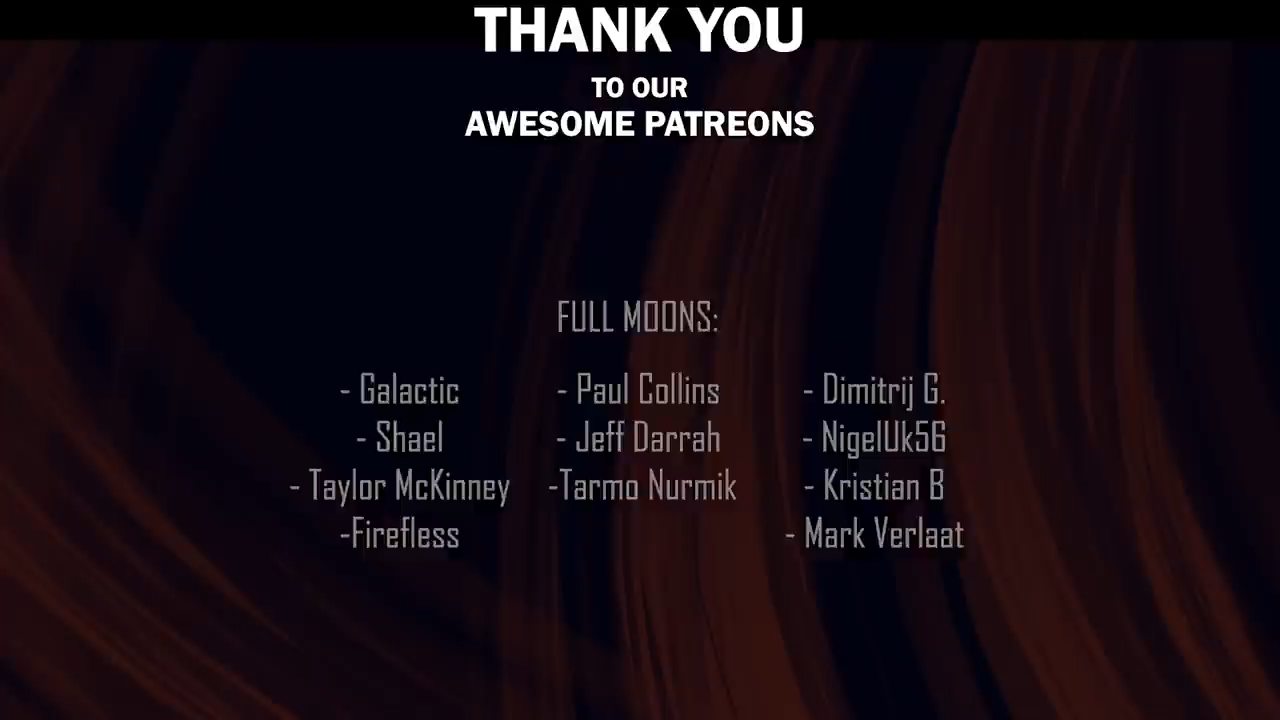 THANK YOU
TO OUR
AWESOME PATREONS
FULL MOONS:
- Galactic
- Shael
- Taylor McKinney
-Firefless
- Paul Collins
- Jeff Darrah
-Tarmo Nurmik
- Dimitrij G.
- NigelUk56
- Kristian B
- Mark Verlaat